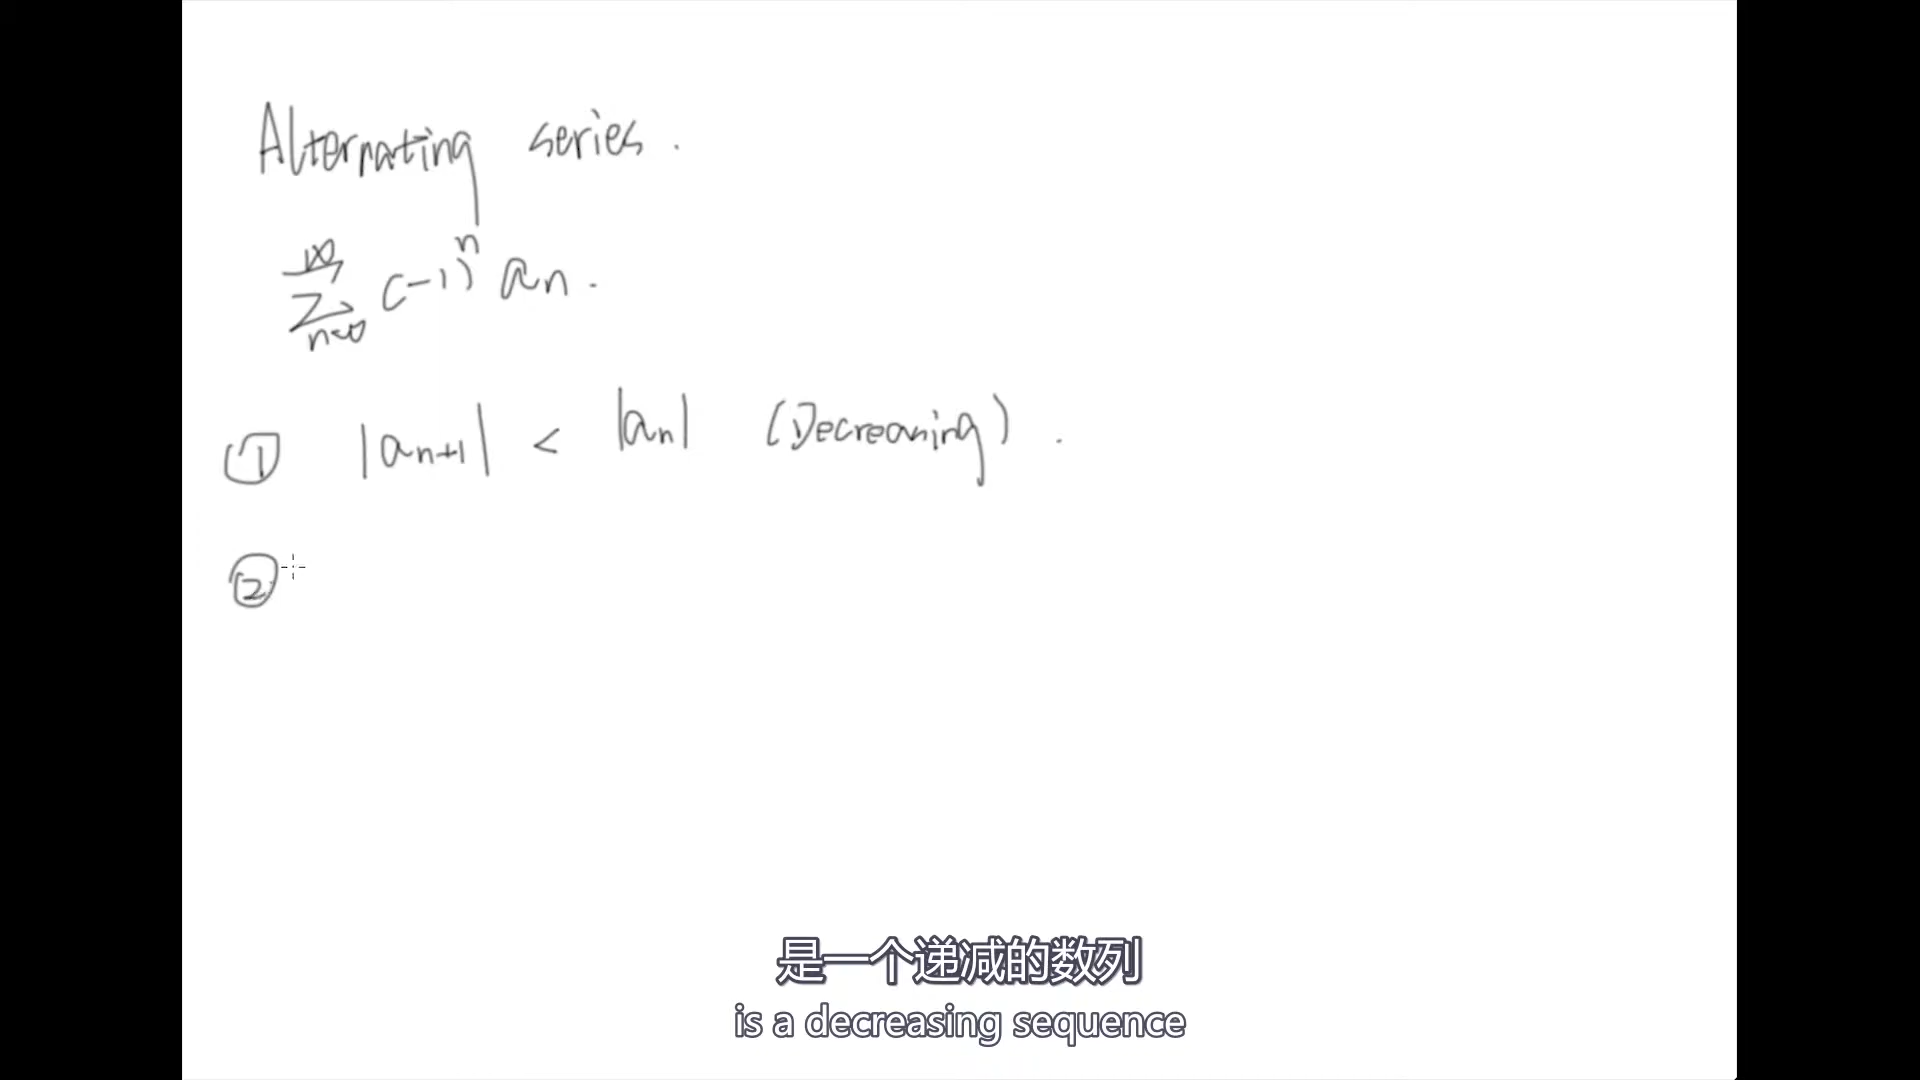 Alternating series.
∞
Σ (-1)ⁿ aₙ.
n=0
① |aₙ₊₁| < |aₙ| (Decreasing).
②
是一个递减的数列
is a decreasing sequence